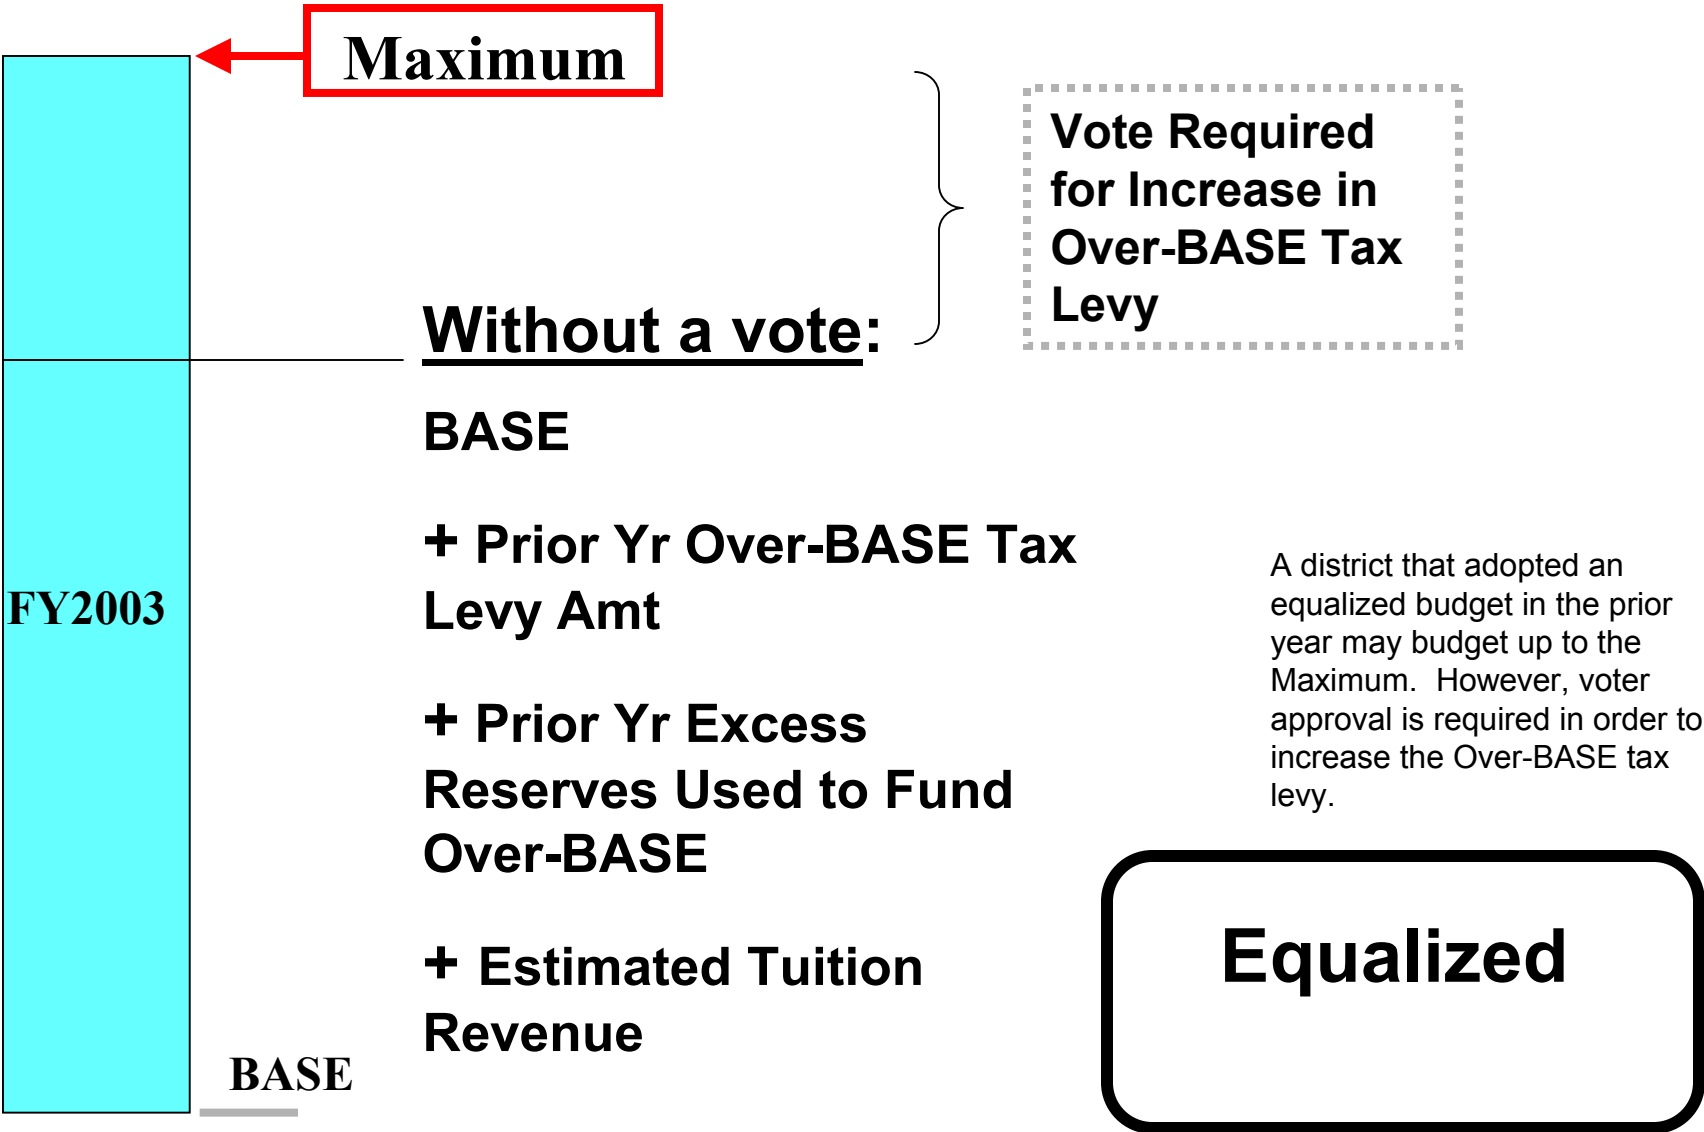 Maximum
Vote Required
for Increase in
Over-BASE Tax
Levy
Without a vote:
BASE
+ Prior Yr Over-BASE Tax
Levy Amt
+ Prior Yr Excess
Reserves Used to Fund
Over-BASE
+ Estimated Tuition
Revenue
FY2003
BASE
A district that adopted an
equalized budget in the prior
year may budget up to the
Maximum.  However, voter
approval is required in order to
increase the Over-BASE tax
levy.
Equalized